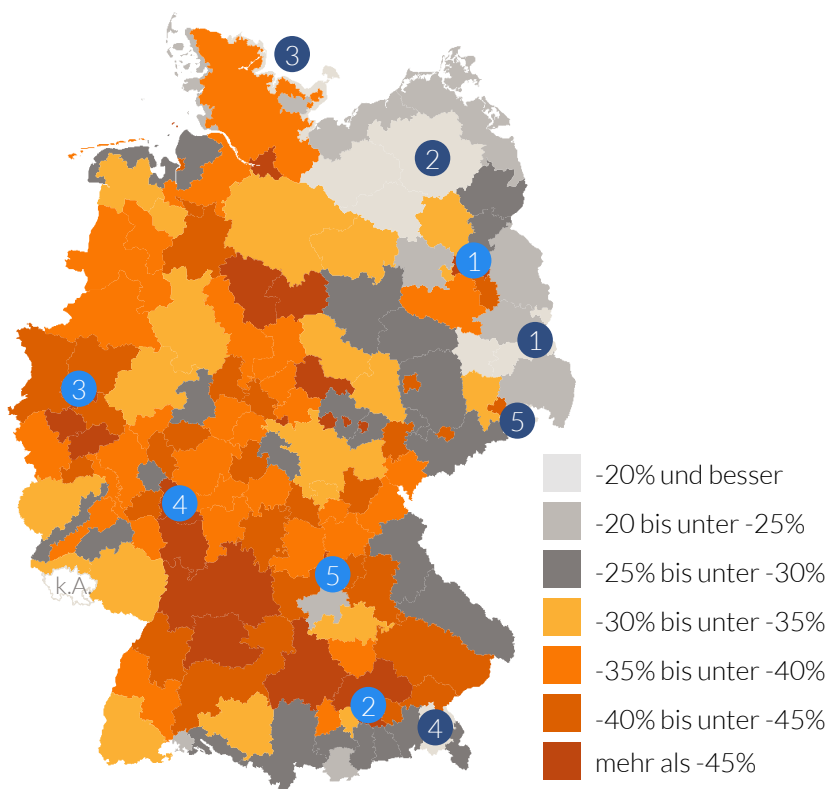 3
2
1
1
3
5
4
5
k.A.
2
4
-20% und besser
-20 bis unter -25%
-25% bis unter -30%
-30% bis unter -35%
-35% bis unter -40%
-40% bis unter -45%
mehr als -45%